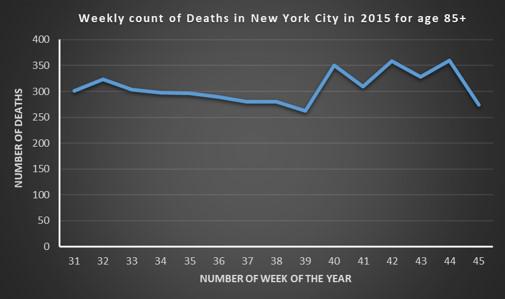 Weekly count of Deaths in New York City in 2015 for age 85+
400
350
300
250
200
150
100
50
0
NUMBER OF DEATHS
31 32 33 34 35 36 37 38 39 40 41 42 43 44 45
NUMBER OF WEEK OF THE YEAR